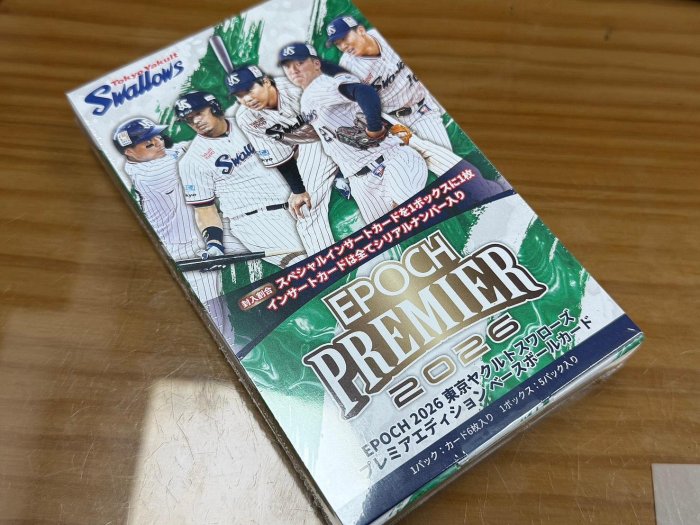 Tokyo Yakult
Swallows
封入割合 スペシャルインサートカードを1ボックスに1枚
インサートカードは全てシリアルナンバー入り
EPOCH
PREMIER
2026
EPOCH 2026 東京ヤクルトスワローズ
プレミアエディション ベースボールカード
1パック：カード6枚入り 1ボックス：5パック入り